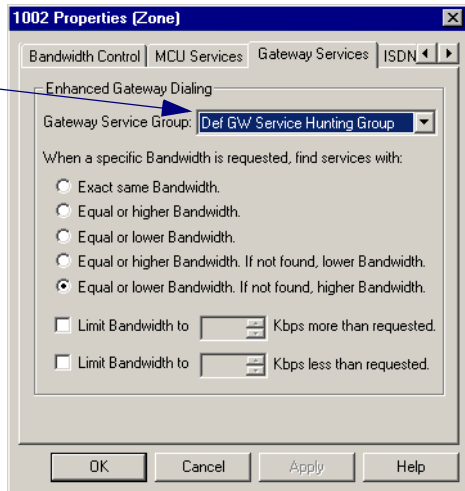 1002 Properties (Zone)
Bandwidth Control MCU Services Gateway Services ISDN
Enhanced Gateway Dialing
Gateway Service Group: Def GW Service Hunting Group
When a specific Bandwidth is requested, find services with:
Exact same Bandwidth.
Equal or higher Bandwidth.
Equal or lower Bandwidth.
Equal or higher Bandwidth. If not found, lower Bandwidth.
Equal or lower Bandwidth. If not found, higher Bandwidth.
Limit Bandwidth to Kbps more than requested.
Limit Bandwidth to Kbps less than requested.
OK Cancel Apply Help